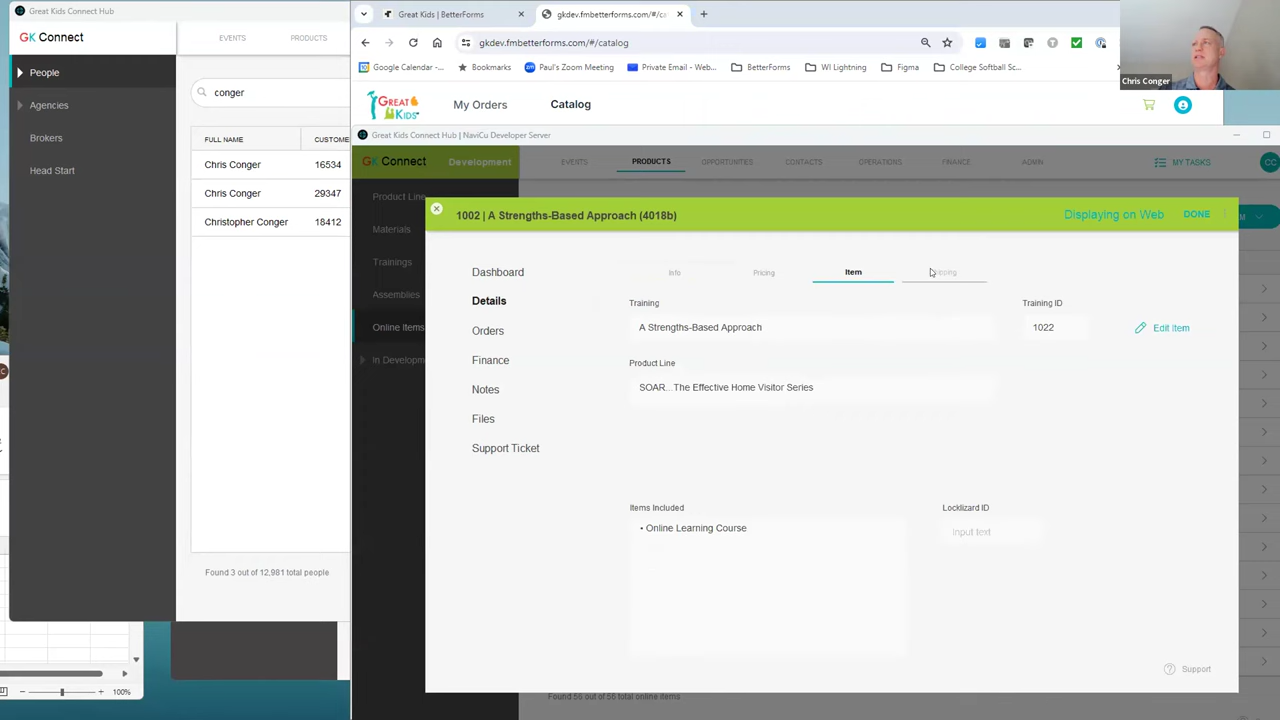 Great Kids Connect Hub
GK Connect
EVENTS
PRODUCTS
People
Agencies
Brokers
Head Start
conger
FULL NAME
CUSTOME
Chris Conger
16534
Chris Conger
29347
Christopher Conger
18412
Found 3 out of 12,981 total people
100%
Great Kids | BetterForms
gkdev.fmbetterforms.com/#/ca
gkdev.fmbetterforms.com/#/catalog
Google Calendar -...
Bookmarks
Paul's Zoom Meeting
Private Email - Web...
BetterForms
WI Lightning
Figma
College Softball Sc...
Chris Conger
GREAT KIDS
My Orders
Catalog
Great Kids Connect Hub | NaviCu Developer Server
GK Connect
Development
EVENTS
PRODUCTS
OPPORTUNITIES
CONTACTS
OPERATIONS
FINANCE
ADMIN
MY TASKS
CC
Product Line
Materials
Trainings
Assemblies
Online Items
In Developm
M
1002 | A Strengths-Based Approach (4018b)
Displaying on Web
DONE
Dashboard
Details
Orders
Finance
Notes
Files
Support Ticket
Info
Pricing
Item
Training
Training ID
A Strengths-Based Approach
1022
Edit Item
Product Line
SOAR.. The Effective Home Visitor Series
Items Included
Locklizard ID
• Online Learning Course
input text
Support
Found 56 out of 56 total online items